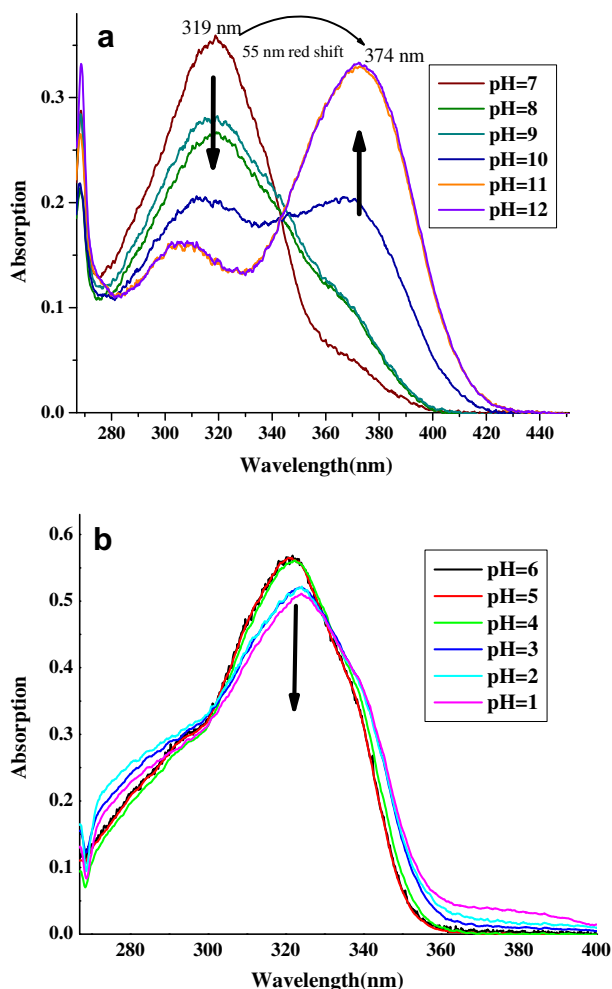 a
319 nm
55 nm red shift
374 nm
pH=7
pH=8
pH=9
pH=10
pH=11
pH=12
Absorption
0.3
0.2
0.1
0.0
280 300 320 340 360 380 400 420 440
Wavelength(nm)
b
pH=6
pH=5
pH=4
pH=3
pH=2
pH=1
Absorption
0.6
0.5
0.4
0.3
0.2
0.1
0.0
280 300 320 340 360 380 400
Wavelength(nm)